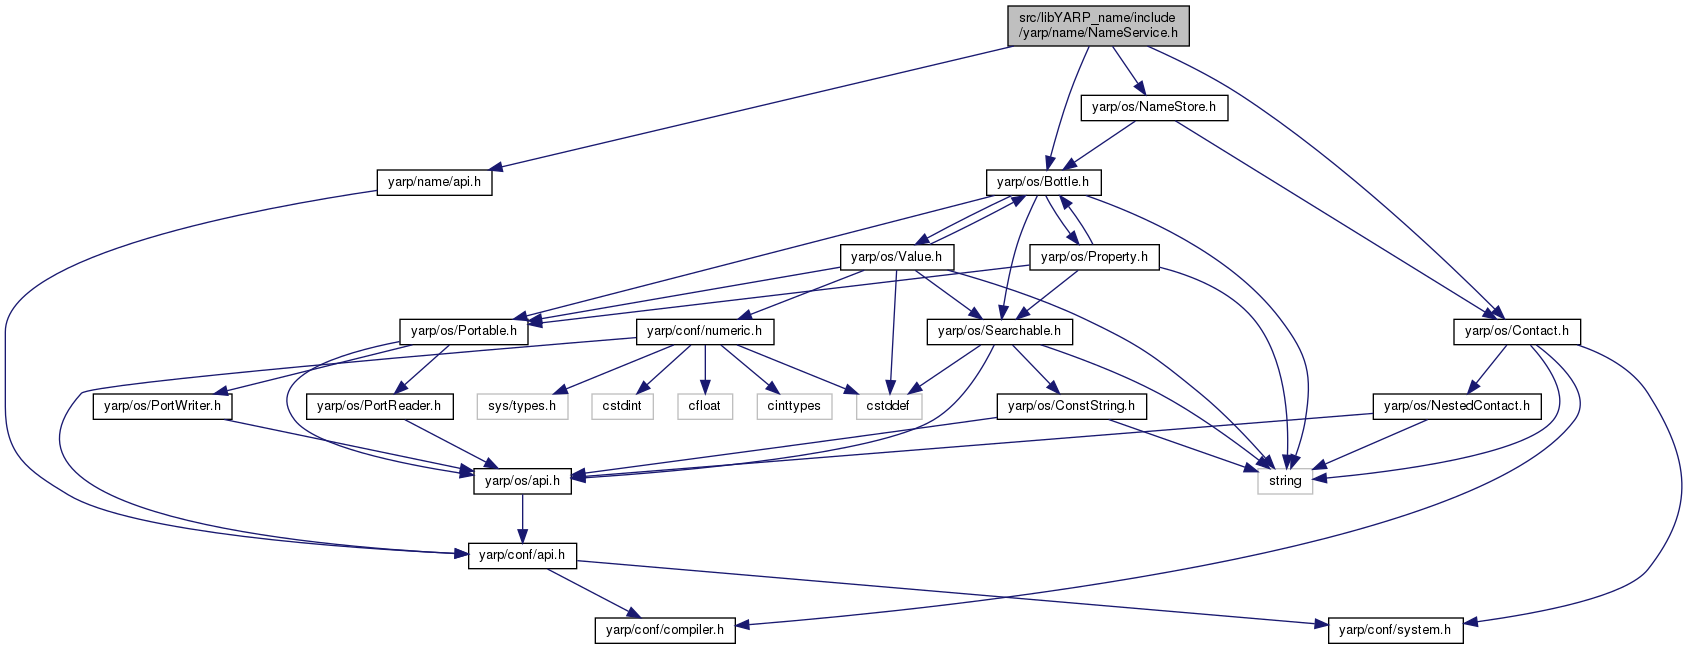 src/libYARP_name/include
/yarp/name/NameService.h
yarp/os/NameStore.h
yarp/name/api.h
yarp/os/Bottle.h
yarp/os/Value.h
yarp/os/Property.h
yarp/os/Portable.h
yarp/conf/numeric.h
yarp/os/Searchable.h
yarp/os/Contact.h
yarp/os/PortWriter.h
yarp/os/PortReader.h
sys/types.h
cstdint
cfloat
cinttypes
cstddef
yarp/os/ConstString.h
yarp/os/NestedContact.h
yarp/os/api.h
string
yarp/conf/api.h
yarp/conf/compiler.h
yarp/conf/system.h